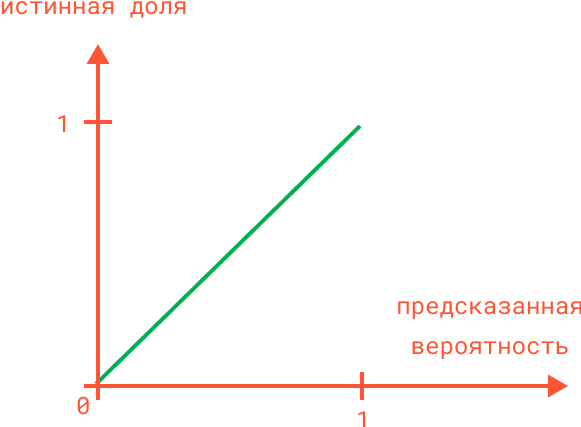 истинная доля
1
предсказанная
вероятность
0
1